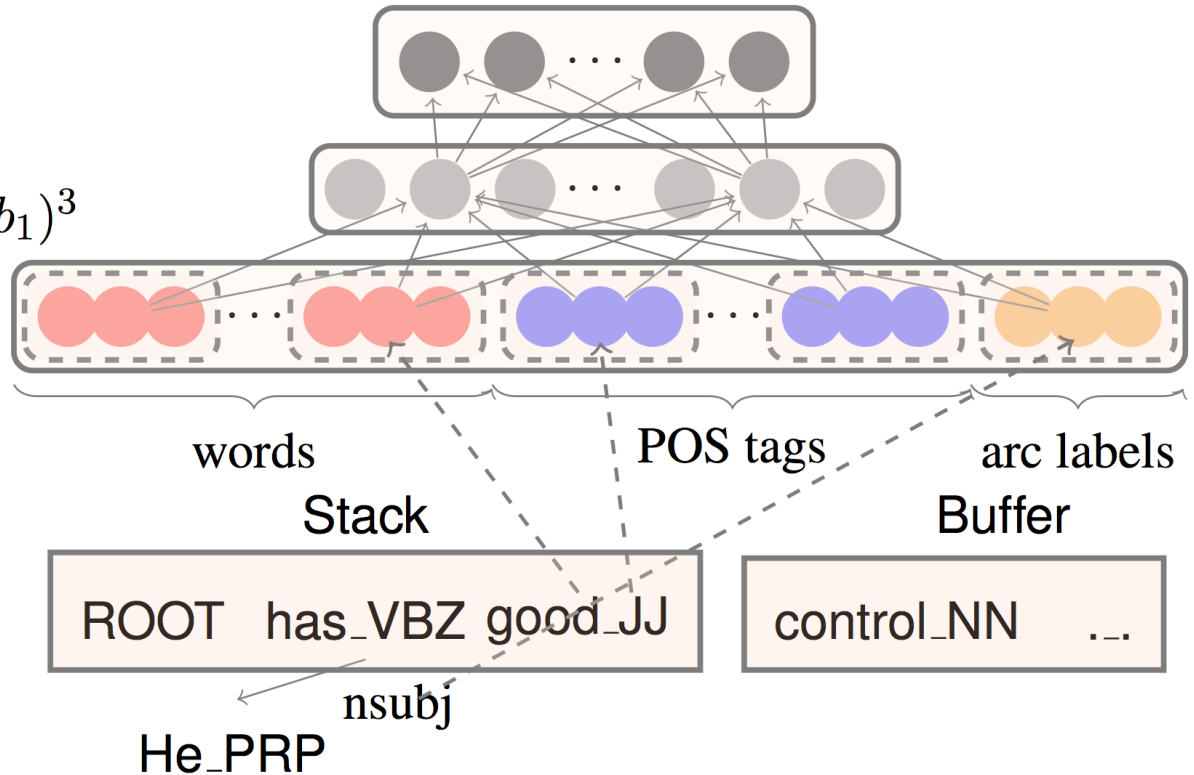 · · ·
· · ·
b₁)³
· · · · · ·
words POS tags arc labels
Stack Buffer
ROOT has_VBZ good_JJ control_NN ._.
nsubj
He_PRP